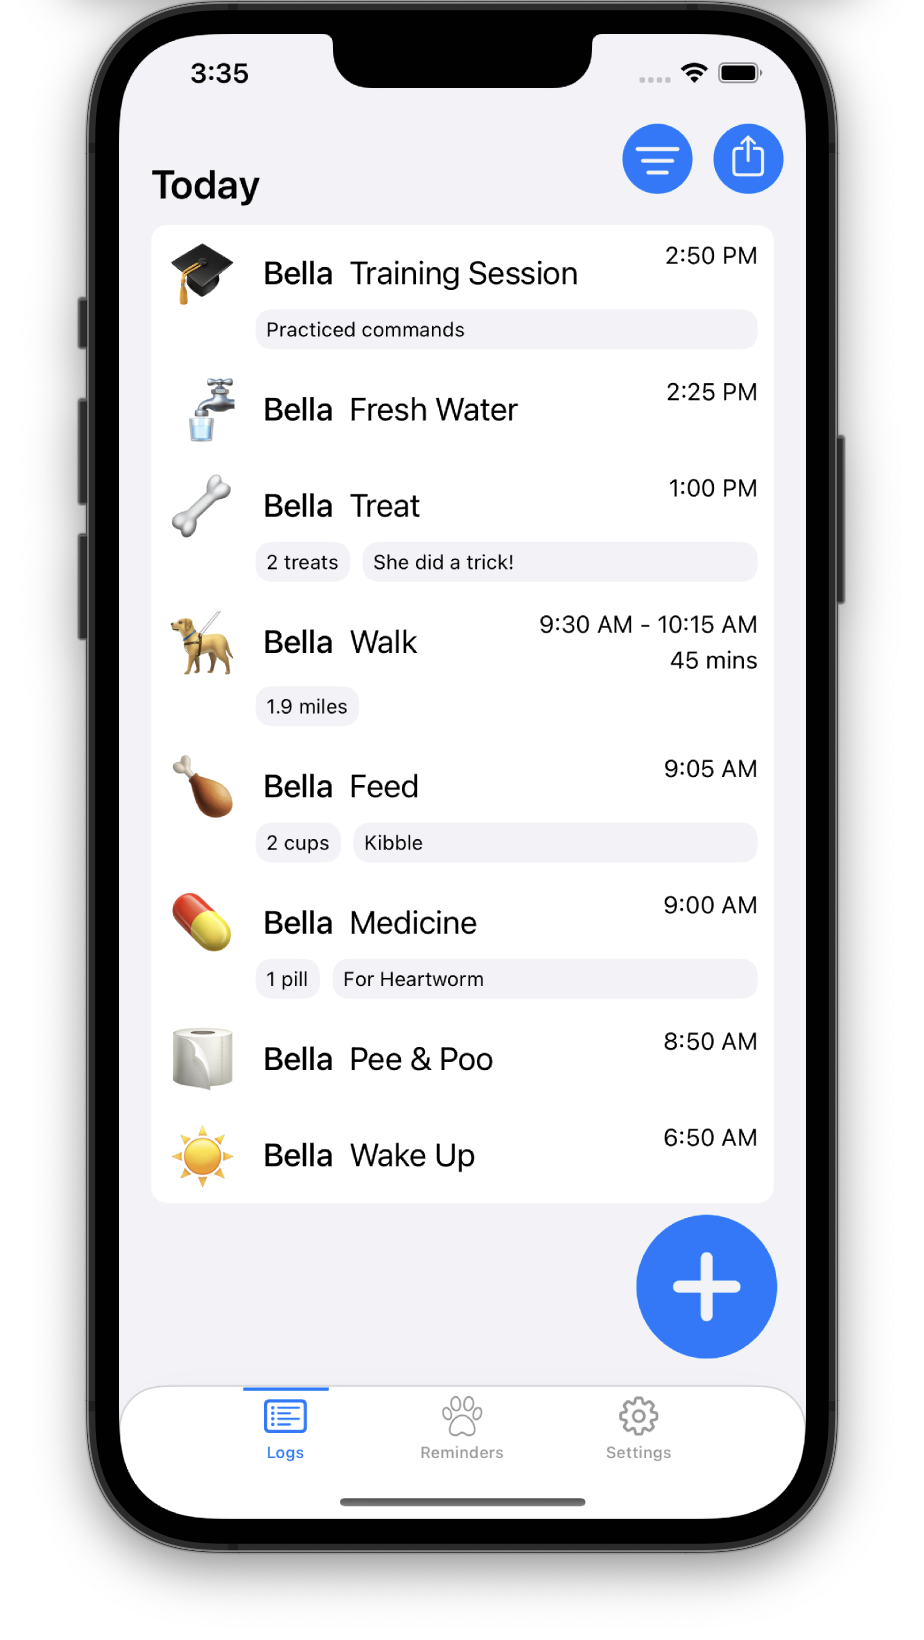 3:35
Today
Bella Training Session 2:50 PM
Practiced commands
Bella Fresh Water 2:25 PM
Bella Treat 1:00 PM
2 treats She did a trick!
Bella Walk 9:30 AM - 10:15 AM
45 mins
1.9 miles
Bella Feed 9:05 AM
2 cups Kibble
Bella Medicine 9:00 AM
1 pill For Heartworm
Bella Pee & Poo 8:50 AM
Bella Wake Up 6:50 AM
Logs Reminders Settings